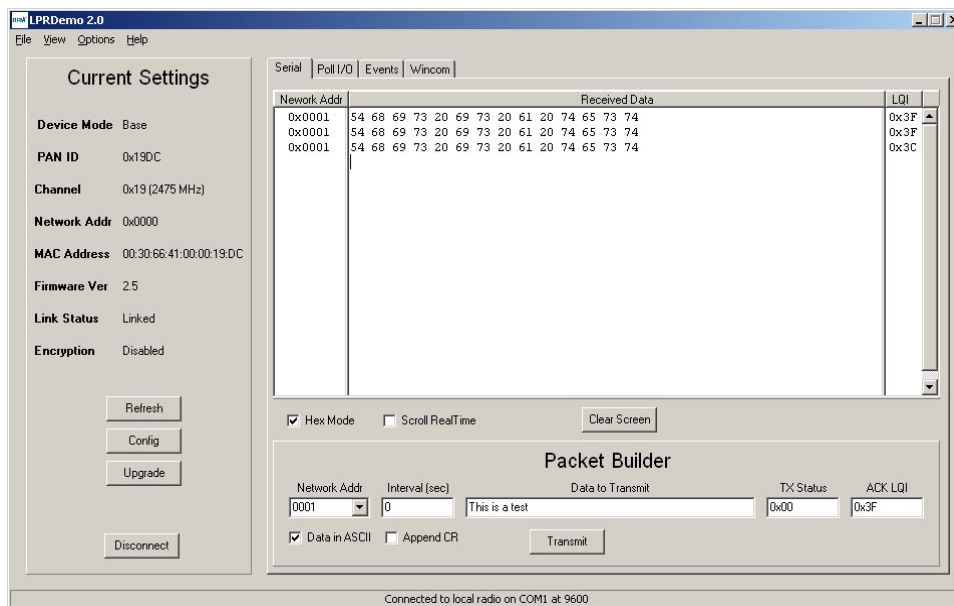 RFM LPRDemo 2.0
File View Options Help
Current Settings
Device Mode Base
PAN ID 0x19DC
Channel 0x19 (2475 MHz)
Network Addr 0x0000
MAC Address 00:30:66:41:00:00:19:DC
Firmware Ver 2.5
Link Status Linked
Encryption Disabled
Refresh
Config
Upgrade
Disconnect
Serial Poll I/O Events Wincom
Nework Addr Received Data LQI
0x0001 54 68 69 73 20 69 73 20 61 20 74 65 73 74 0x3F
0x0001 54 68 69 73 20 69 73 20 61 20 74 65 73 74 0x3F
0x0001 54 68 69 73 20 69 73 20 61 20 74 65 73 74 0x3C
Hex Mode Scroll RealTime Clear Screen
Packet Builder
Network Addr Interval (sec) Data to Transmit TX Status ACK LQI
0001 0 This is a test 0x00 0x3F
Data in ASCII Append CR Transmit
Connected to local radio on COM1 at 9600